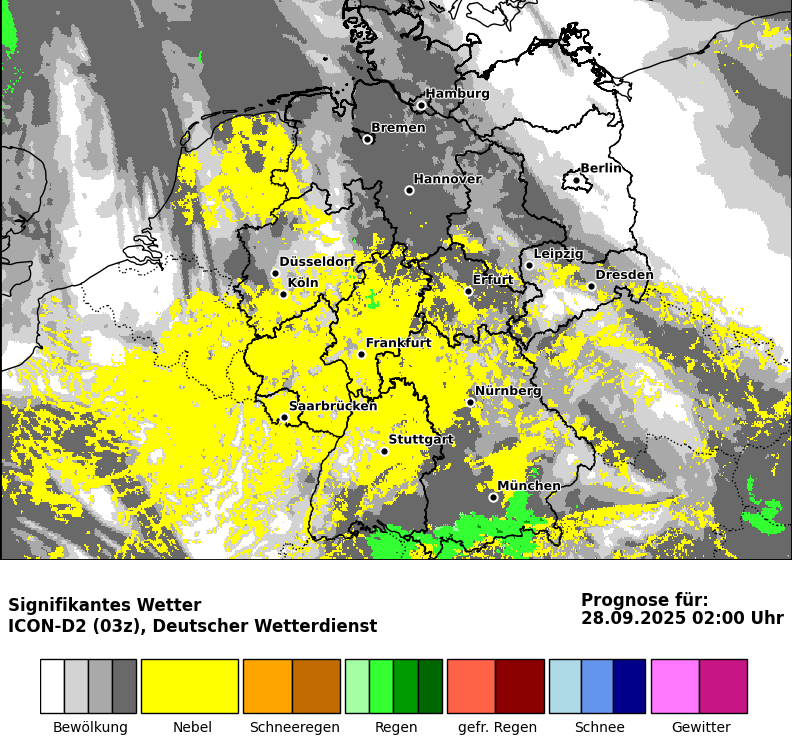 Hamburg
Bremen
Berlin
Hannover
Leipzig
Düsseldorf
Dresden
Köln
Erfurt
Frankfurt
Nürnberg
Saarbrücken
Stuttgart
München
Signifikantes Wetter
ICON-D2 (03z), Deutscher Wetterdienst
Prognose für:
28.09.2025 02:00 Uhr
Bewölkung Nebel Schneeregen Regen gefr. Regen Schnee Gewitter